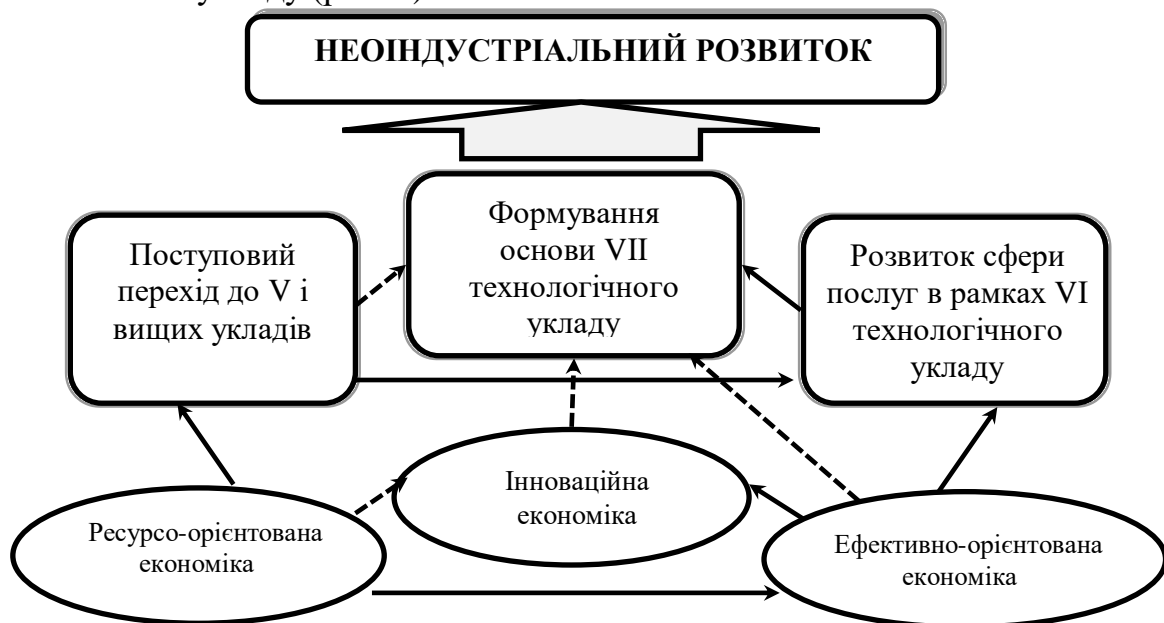 НЕОІНДУСТРІАЛЬНИЙ РОЗВИТОК
Формування
основи VII
технологічного
укладу
Поступовий
перехід до V і
вищих укладів
Розвиток сфери
послуг в рамках VI
технологічного
укладу
Інноваційна
економіка
Ресурсо-орієнтована
економіка
Ефективно-орієнтована
економіка